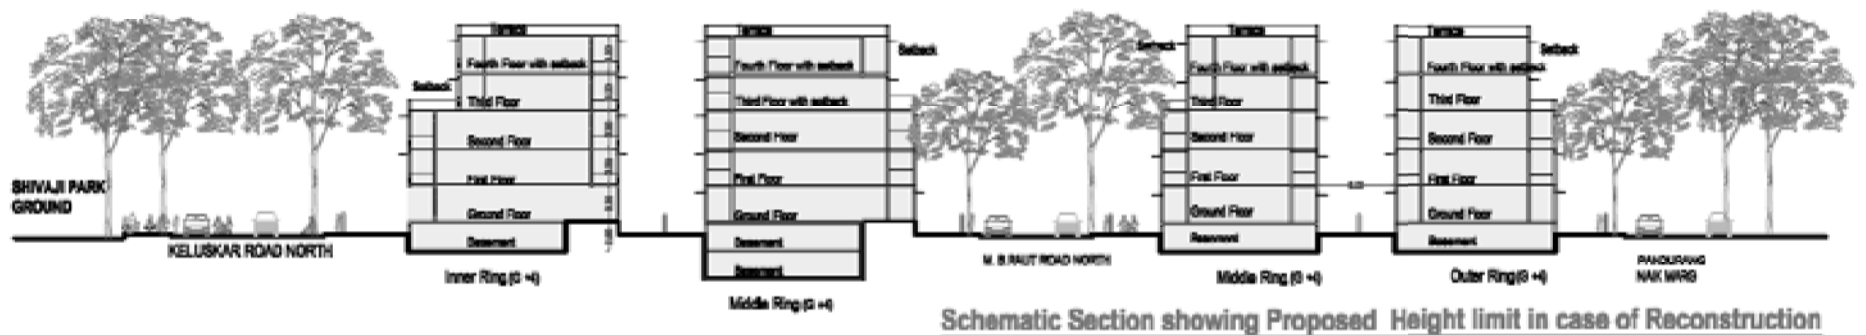 Terrace
Fourth Floor with setback
Setback
Third Floor
Second Floor
First Floor
Ground Floor
Basement
SHIVAJI PARK
GROUND
KELUSKAR ROAD NORTH
Inner Ring (G +4)
Terrace
Setback
Fourth Floor with setback
Third Floor with setback
Second Floor
First Floor
Ground Floor
Basement
Basement
Middle Ring (G +4)
M. B.RAUT ROAD NORTH
Terrace
Setback
Fourth Floor with setback
Third Floor
Second Floor
First Floor
Ground Floor
Basement
Middle Ring (G +4)
Terrace
Setback
Fourth Floor with setback
Third Floor
Second Floor
First Floor
Ground Floor
Basement
Outer Ring (G +4)
PANDURANG
NAIK MARG
Schematic Section showing Proposed Height limit in case of Reconstruction